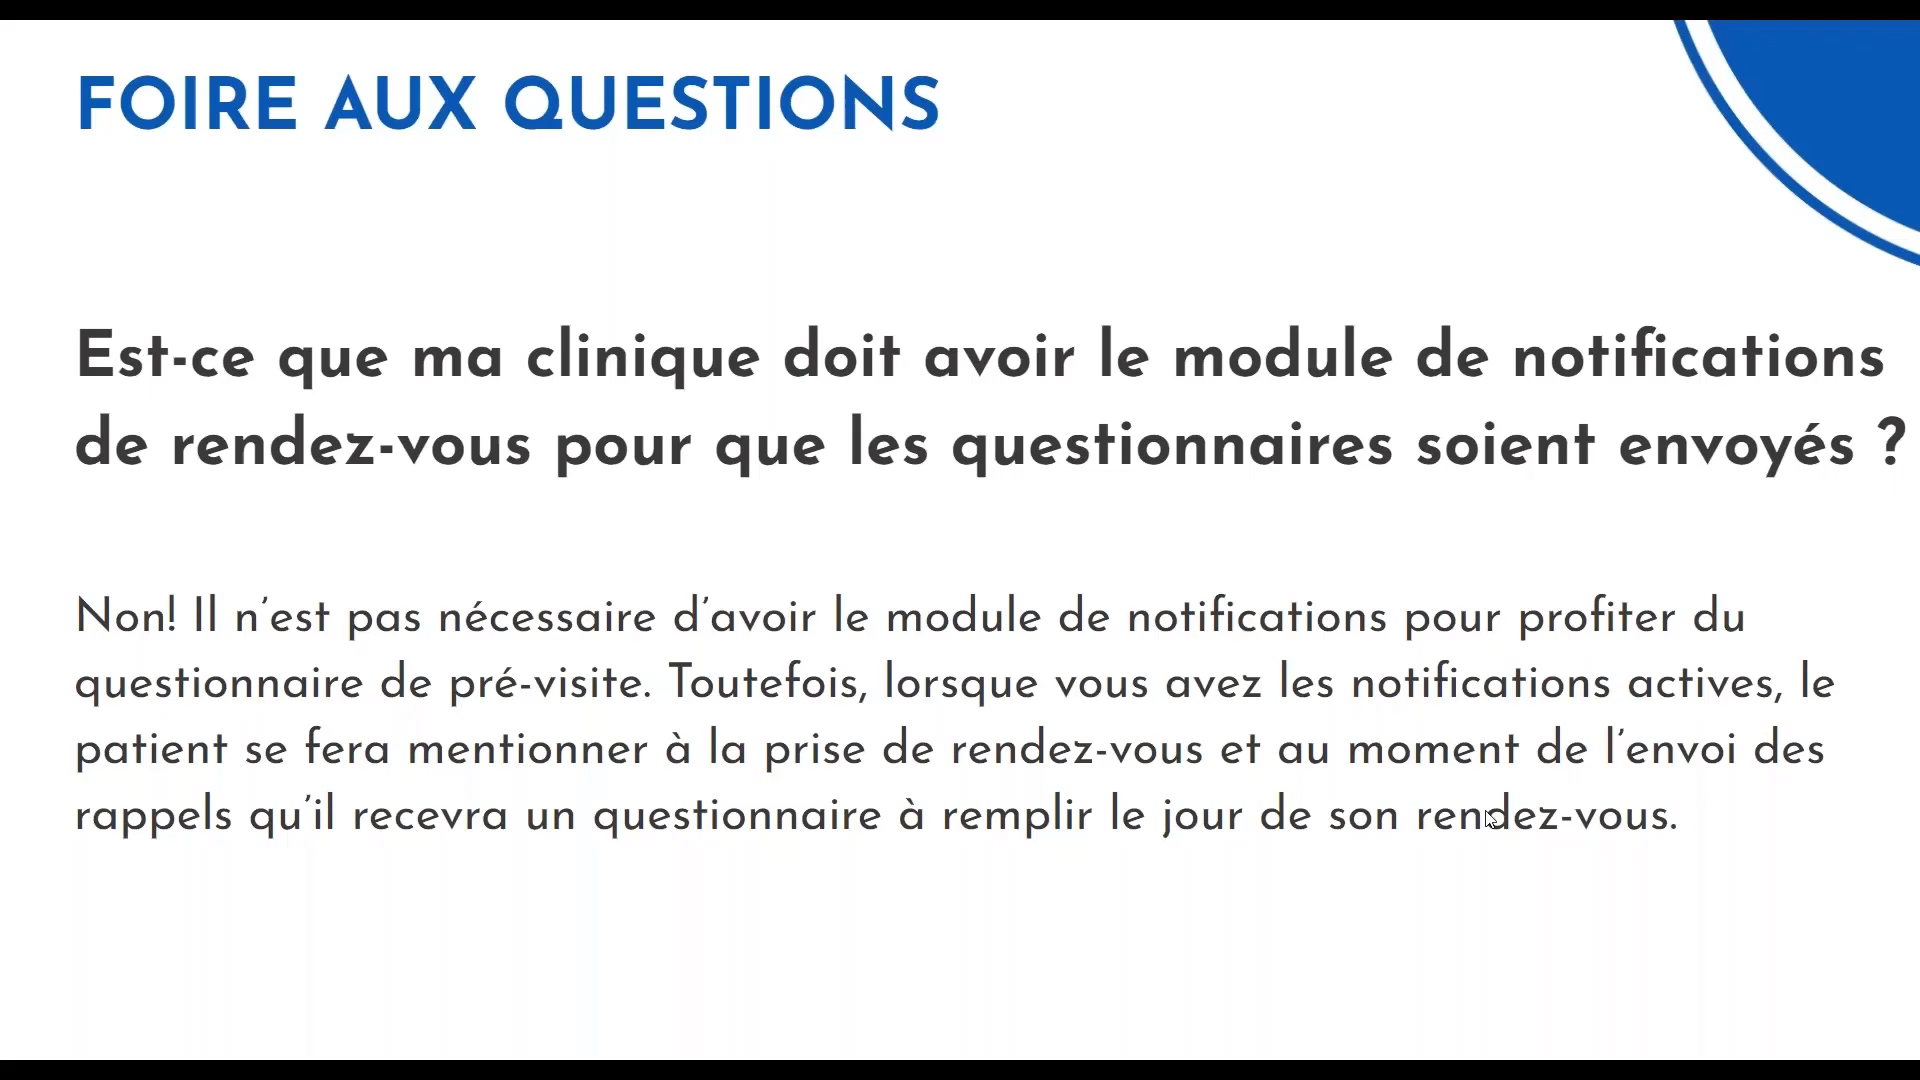 FOIRE AUX QUESTIONS
Est-ce que ma clinique doit avoir le module de notifications
de rendez-vous pour que les questionnaires soient envoyés ?
Non! Il n’est pas nécessaire d’avoir le module de notifications pour profiter du
questionnaire de pré-visite. Toutefois, lorsque vous avez les notifications actives, le
patient se fera mentionner à la prise de rendez-vous et au moment de l’envoi des
rappels qu’il recevra un questionnaire à remplir le jour de son rendez-vous.